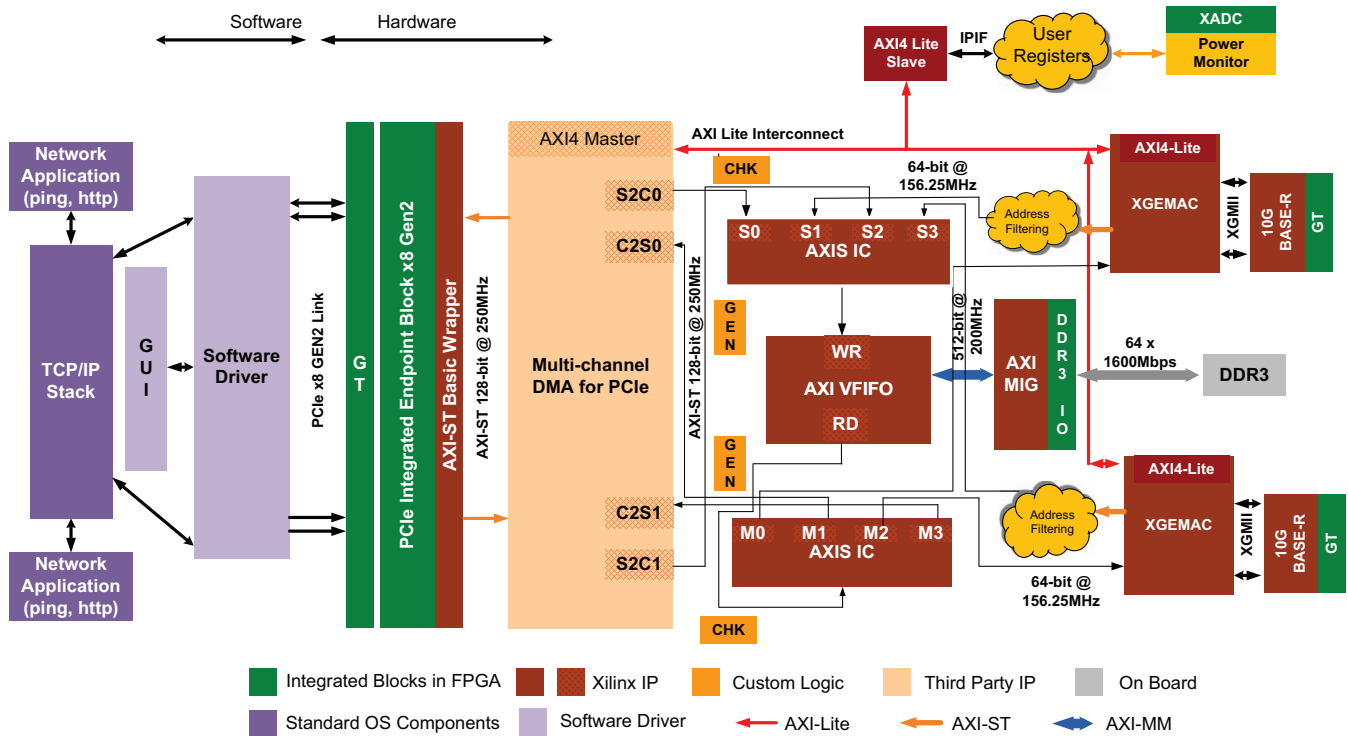 Software
Hardware
XADC
Power
Monitor
User
Registers
IPIF
AXI4 Lite
Slave
Network
Application
(ping, http)
TCP/IP
Stack
Network
Application
(ping, http)
GUI
Software
Driver
PCIe x8 GEN2 Link
GT
PCIe Integrated Endpoint Block x8 Gen2
AXI-ST Basic Wrapper
AXI-ST 128-bit @ 250MHz
AXI4 Master
S2C0
C2S0
Multi-channel
DMA for PCIe
C2S1
S2C1
AXI Lite Interconnect
CHK
64-bit @
156.25MHz
S0 S1 S2 S3
AXIS IC
AXI-ST 128-bit @ 250MHz
GEN
WR
AXI VFIFO
RD
GEN
512-bit @
200MHz
AXI
MIG
DDR3 IO
64 x
1600Mbps
DDR3
M0 M1 M2 M3
AXIS IC
CHK
64-bit @
156.25MHz
Address
Filtering
AXI4-Lite
XGEMAC
XGMII
10G
BASE-R
GT
Address
Filtering
AXI4-Lite
XGEMAC
XGMII
10G
BASE-R
GT
Integrated Blocks in FPGA
Xilinx IP
Custom Logic
Third Party IP
On Board
Standard OS Components
Software Driver
AXI-Lite
AXI-ST
AXI-MM